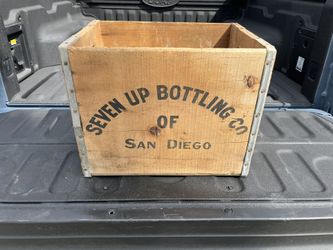 SEVEN UP BOTTLING CO
OF
SAN DIEGO